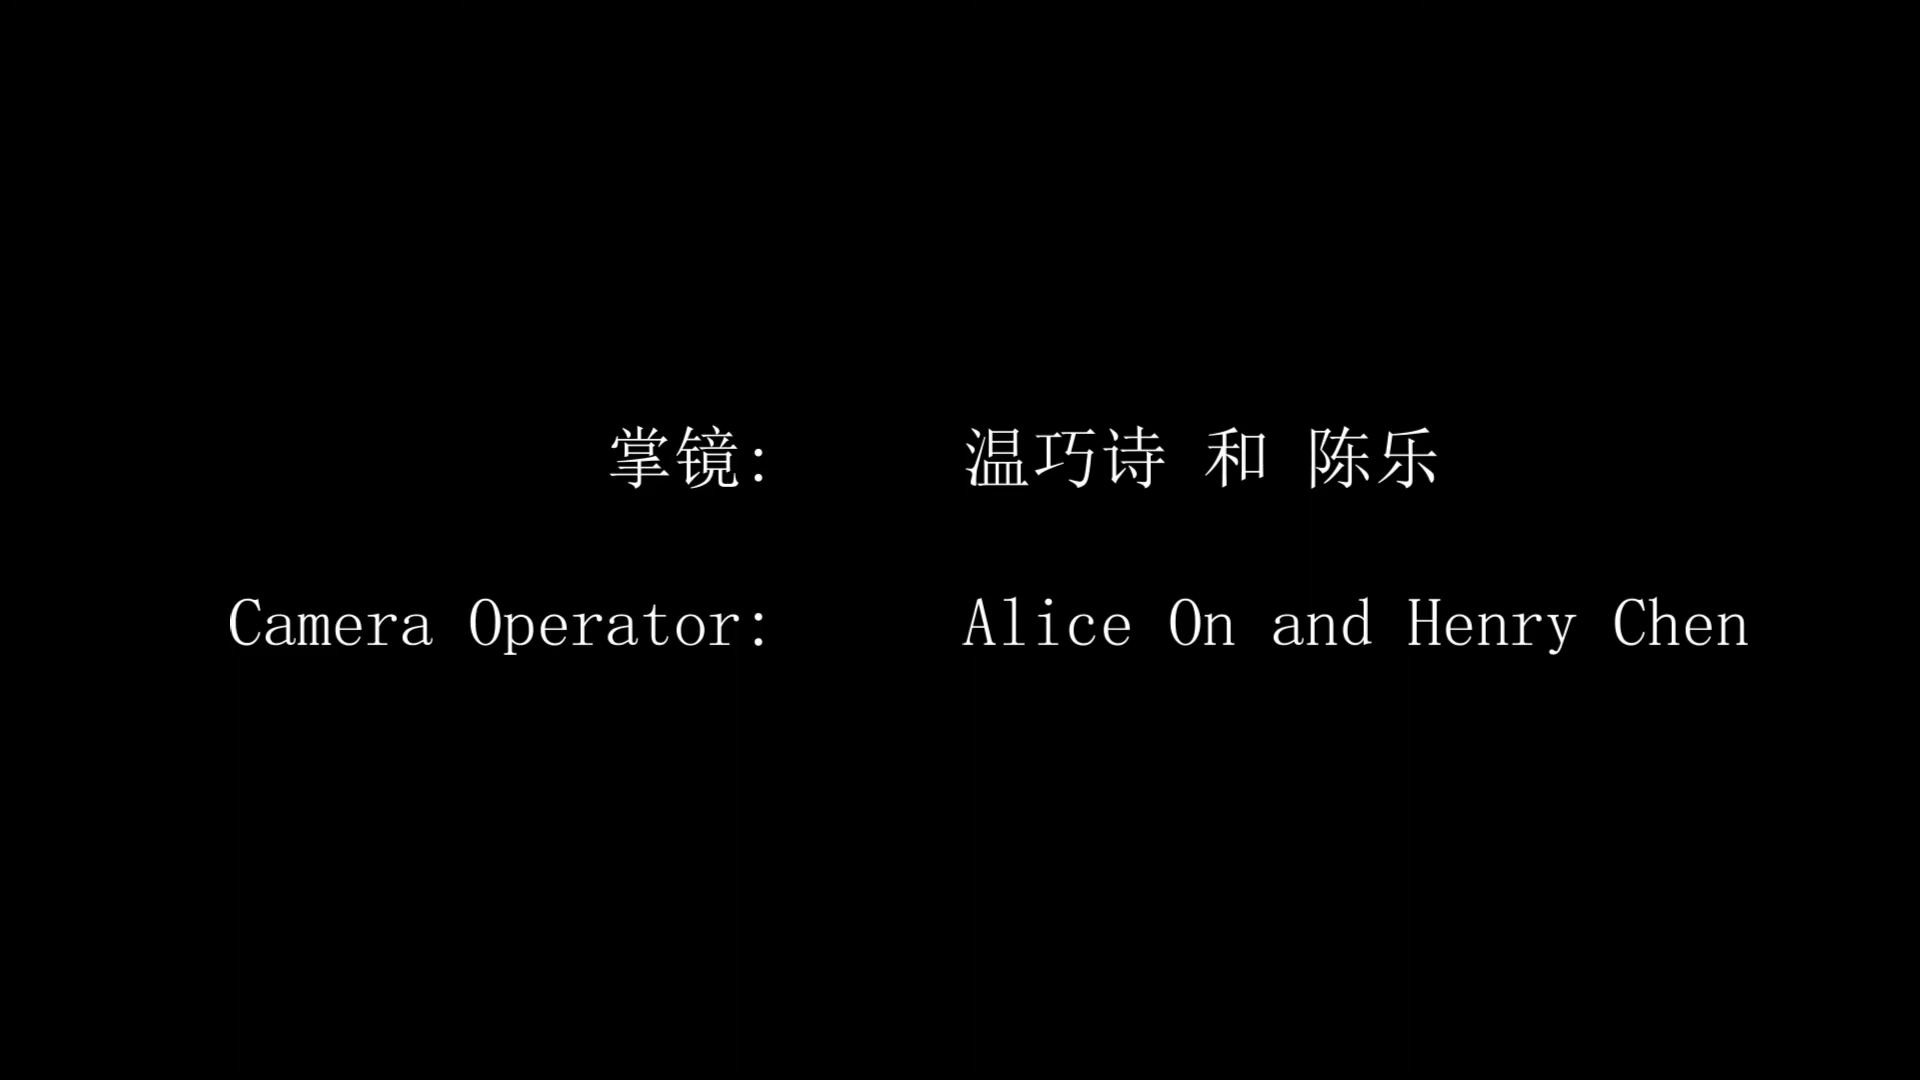 掌镜: 温巧诗 和 陈乐
Camera Operator: Alice On and Henry Chen